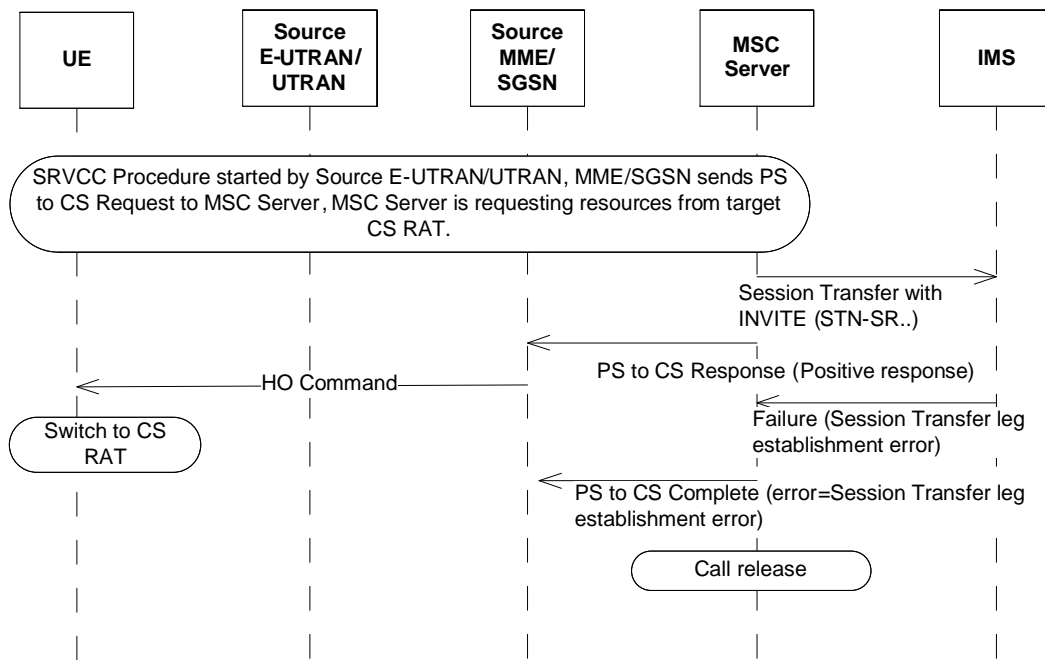 UE
Source
E-UTRAN/
UTRAN
Source
MME/
SGSN
MSC
Server
IMS
SRVCC Procedure started by Source E-UTRAN/UTRAN, MME/SGSN sends PS
to CS Request to MSC Server, MSC Server is requesting resources from target
CS RAT.
Session Transfer with
INVITE (STN-SR..)
PS to CS Response (Positive response)
HO Command
Failure (Session Transfer leg
establishment error)
Switch to CS
RAT
PS to CS Complete (error=Session Transfer leg
establishment error)
Call release